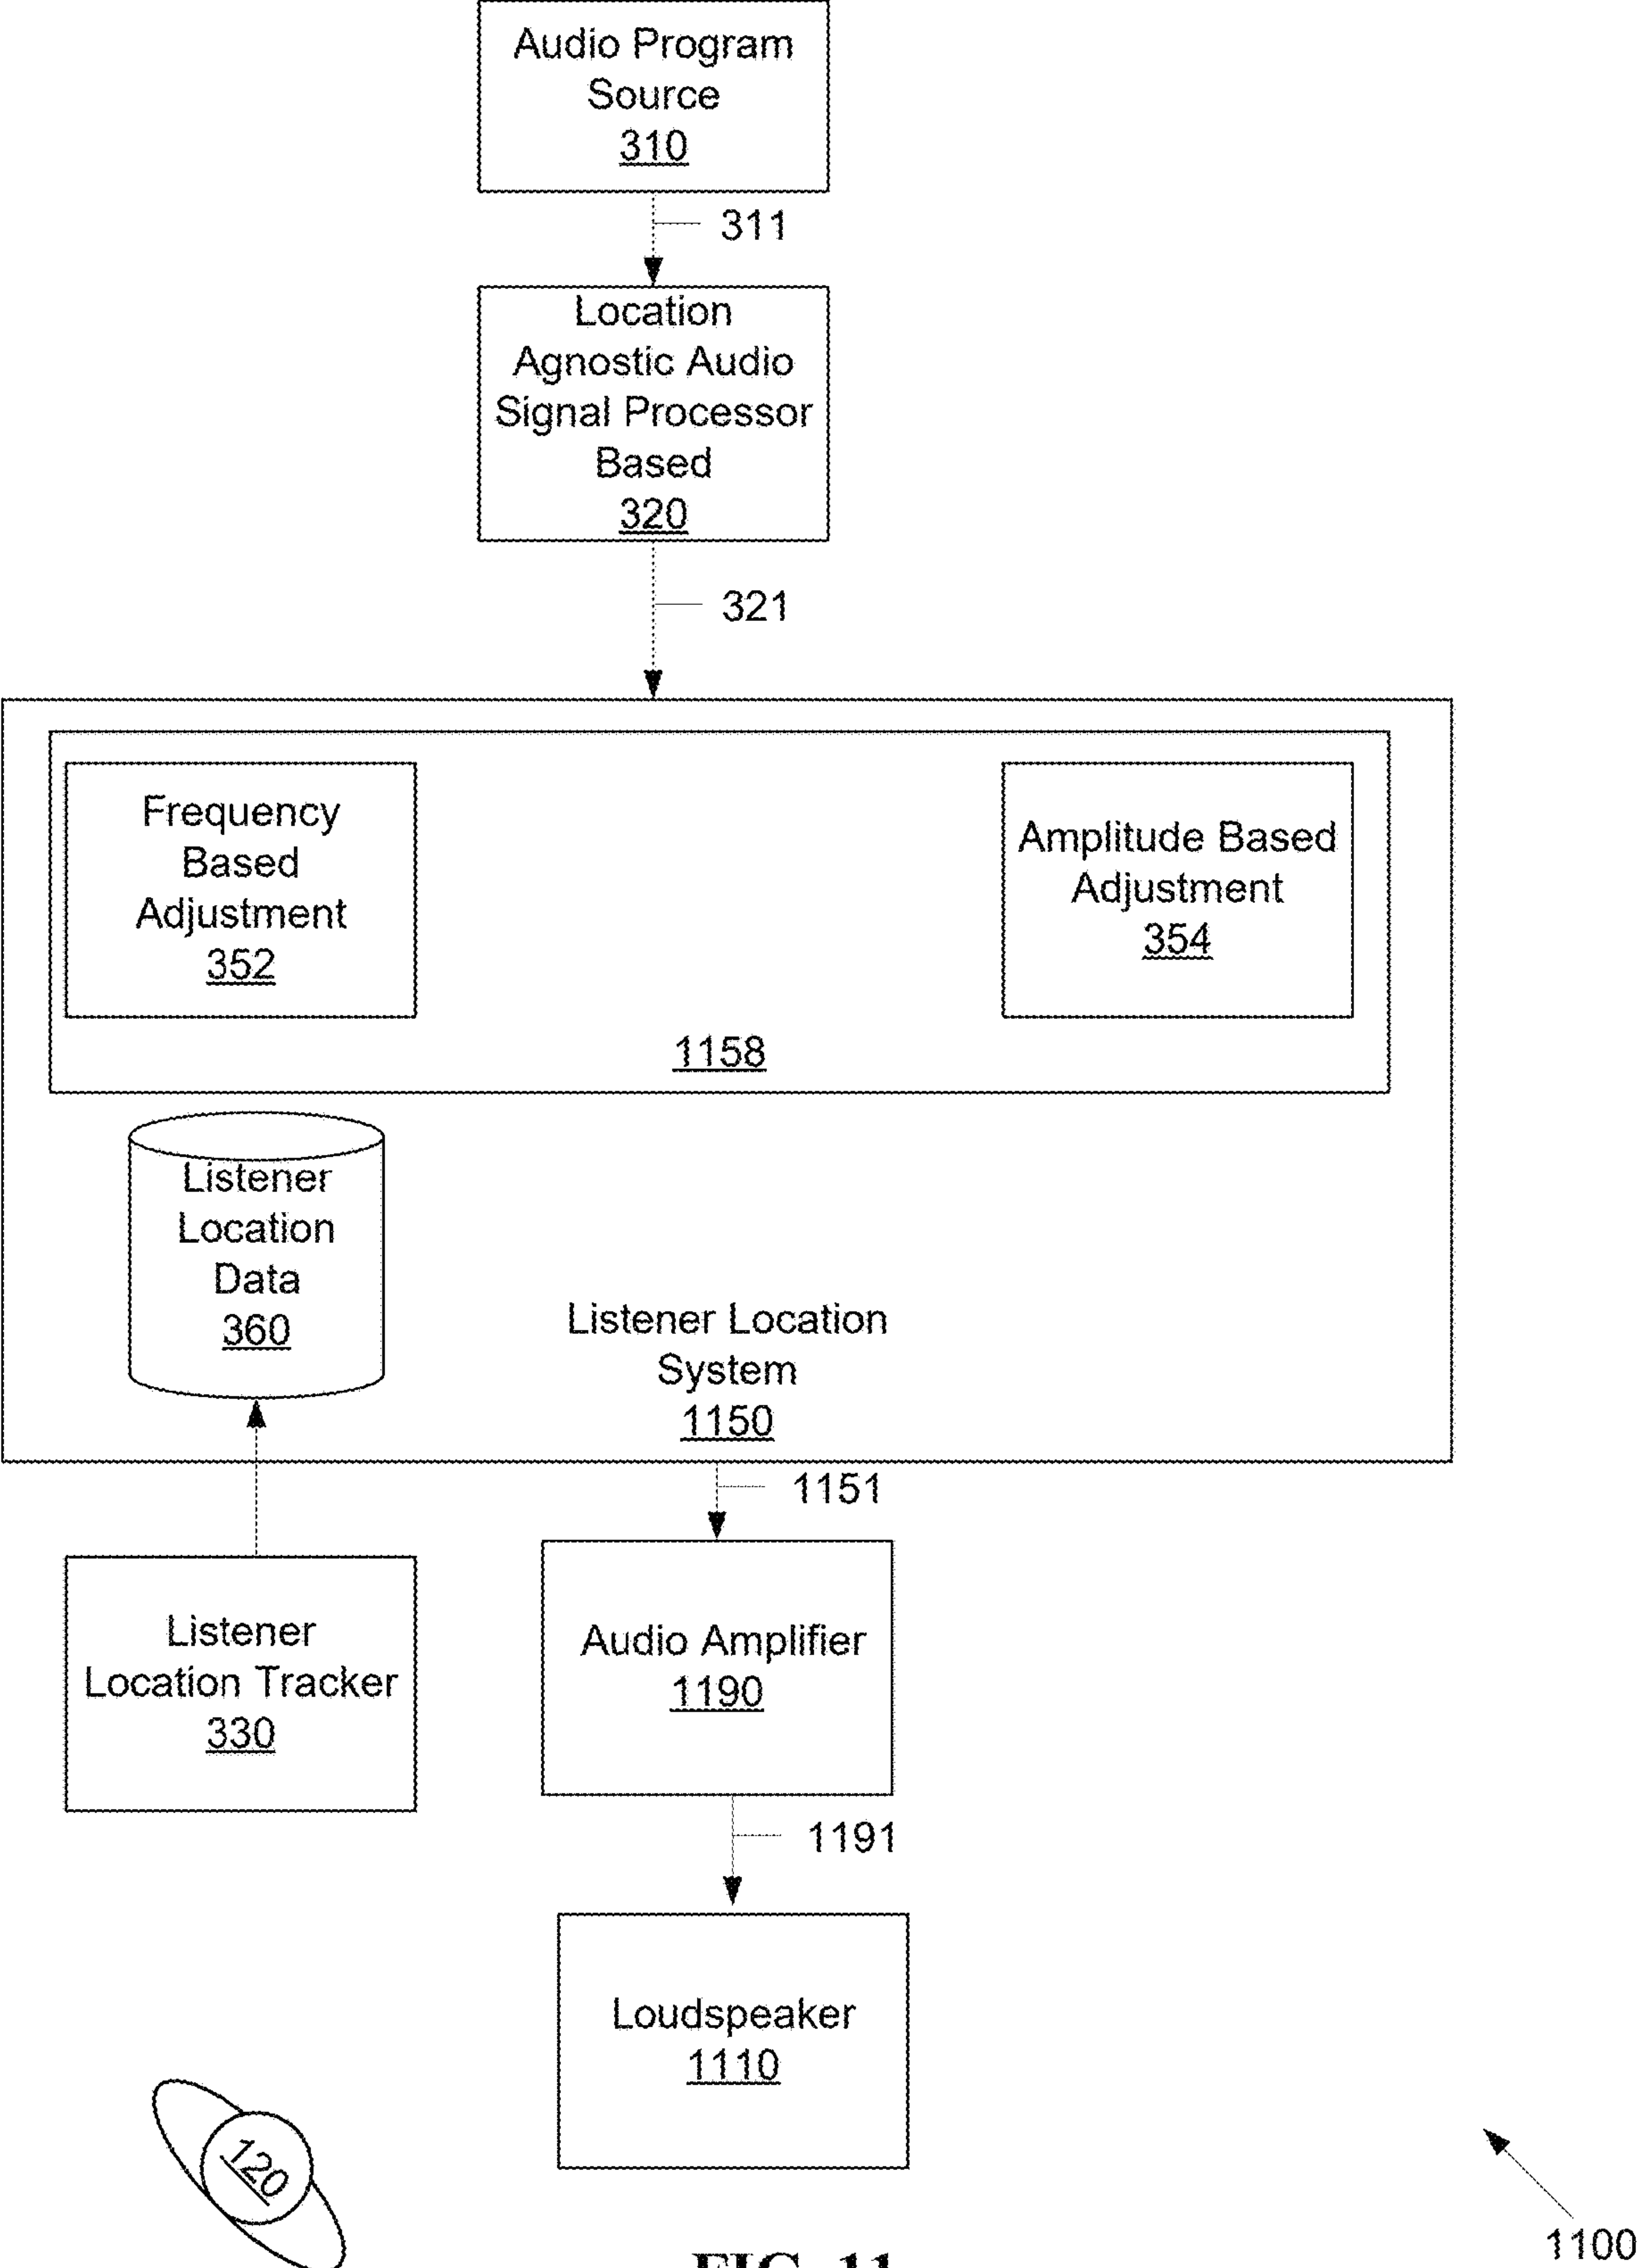 Audio Program
Source
310
311
Location
Agnostic Audio
Signal Processor
Based
320
321
Frequency
Based
Adjustment
352
Amplitude Based
Adjustment
354
1158
Listener
Location
Data
360
Listener Location
System
1150
1151
Listener
Location Tracker
330
Audio Amplifier
1190
1191
Loudspeaker
1110
120
1100
FIG. 11